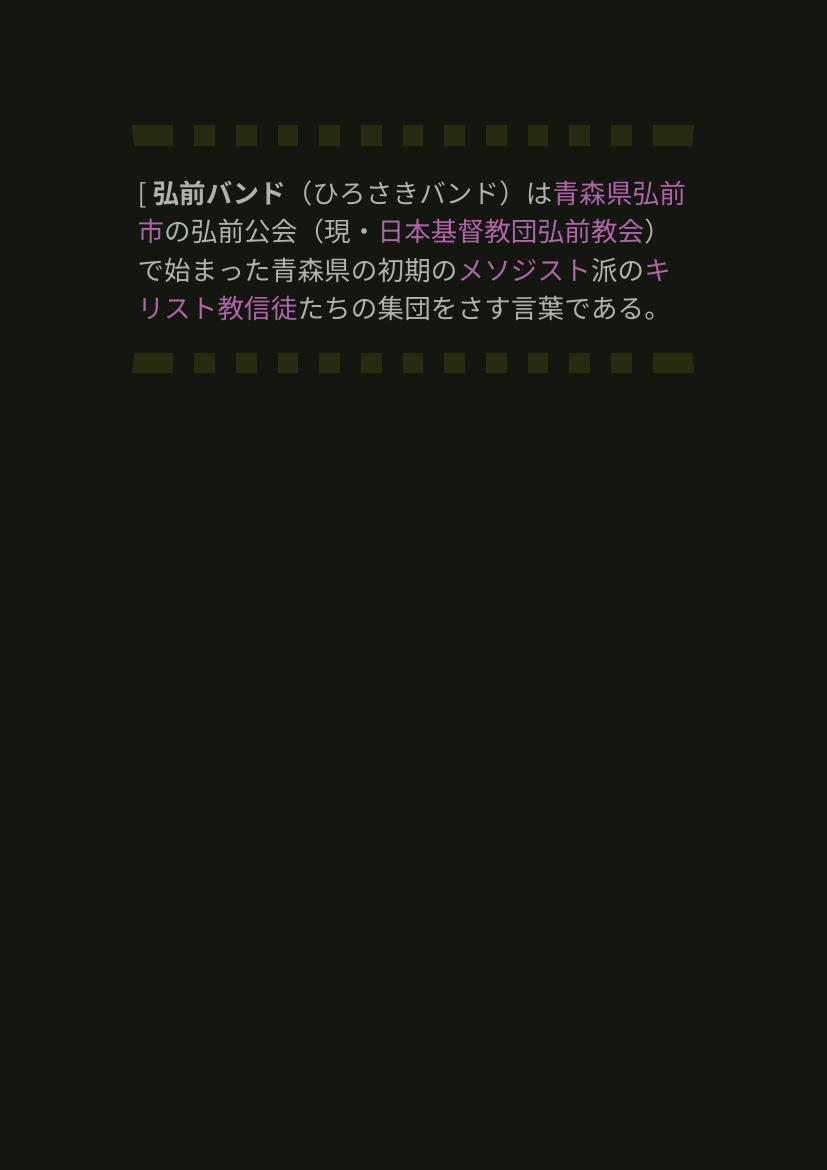 [ 弘前バンド（ひろさきバンド）は青森県弘前
市の弘前公会（現・日本基督教団弘前教会）
で始まった青森県の初期のメソジスト派のキ
リスト教信徒たちの集団をさす言葉である。